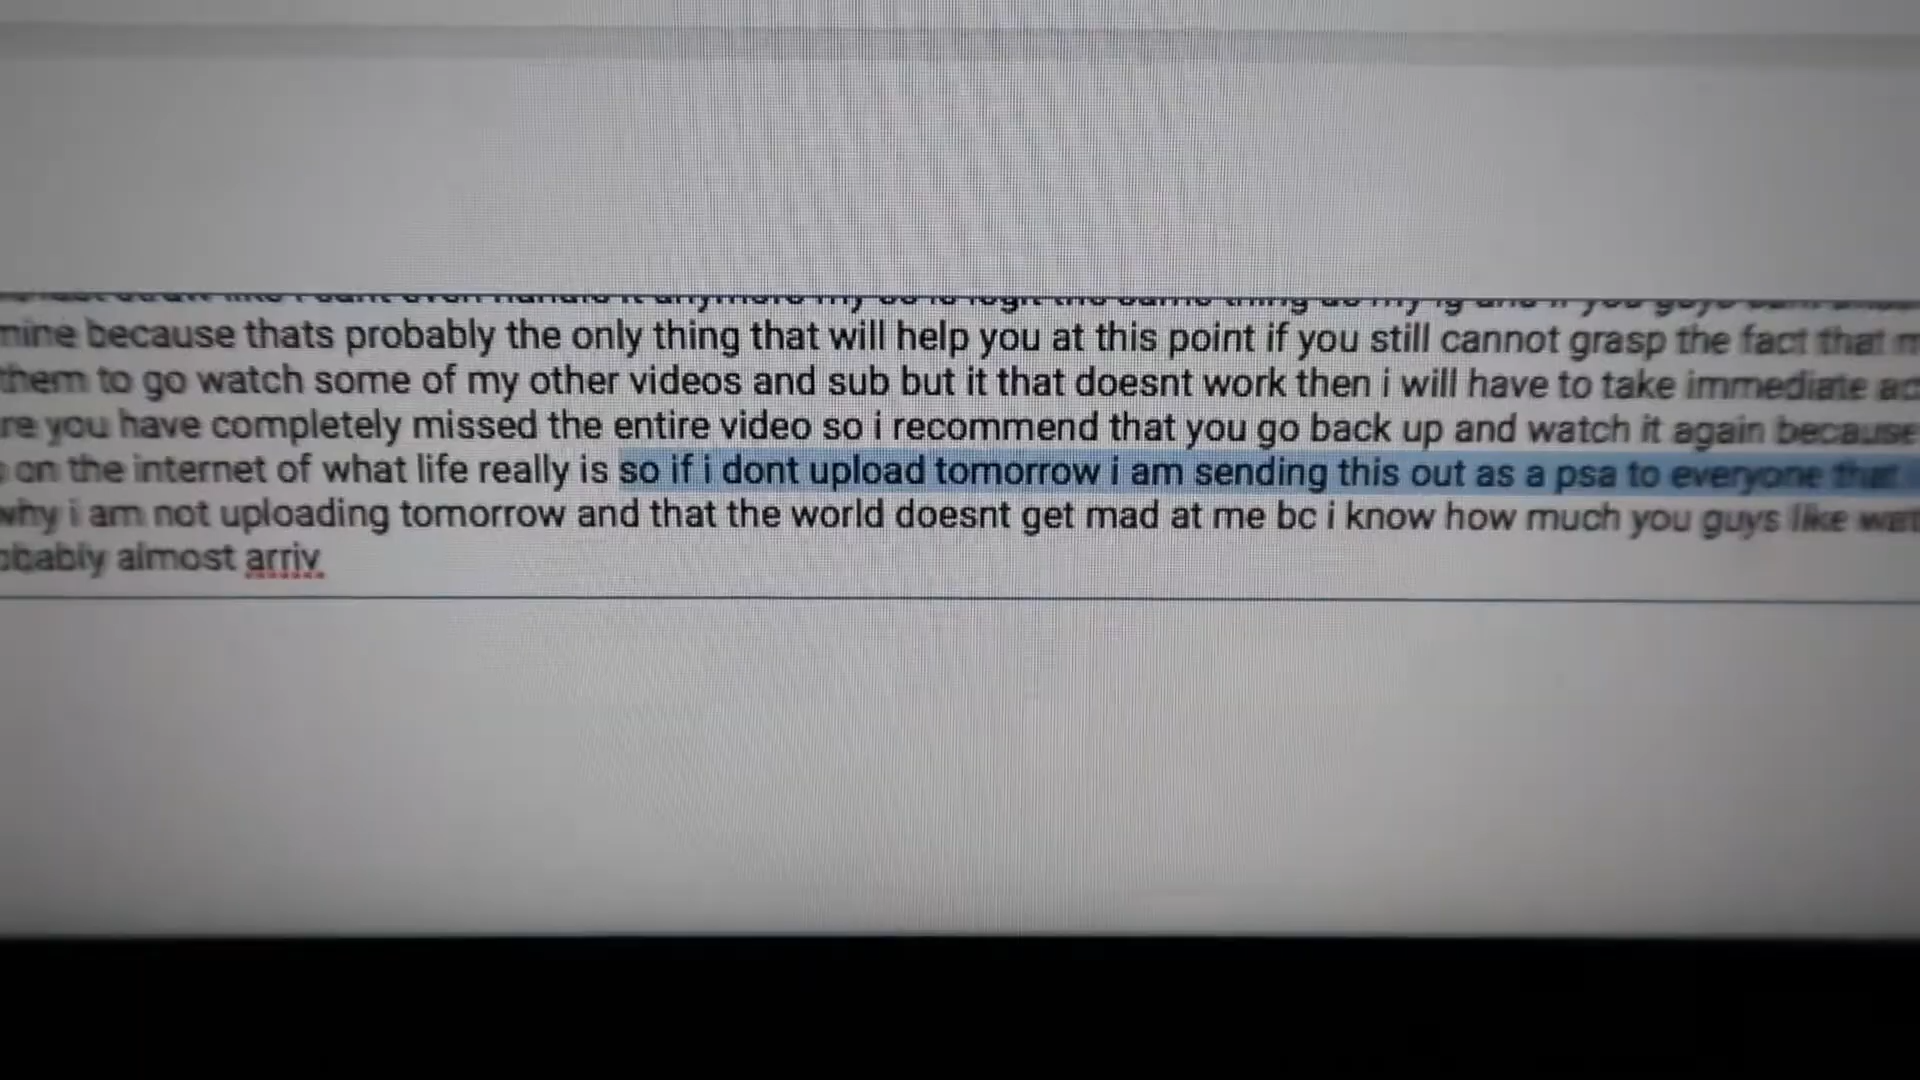 because thats probably the only thing that will help you at this point if you still cannot grasp the fact that
them to go watch some of my other videos and sub but it that doesnt work then i will have to take immediate
you have completely missed the entire video so i recommend that you go back up and watch it again because
on the internet of what life really is so if i dont upload tomorrow i am sending this out as a psa to everyone that
why i am not uploading tomorrow and that the world doesnt get mad at me bc i know how much you guys like
almost arriv